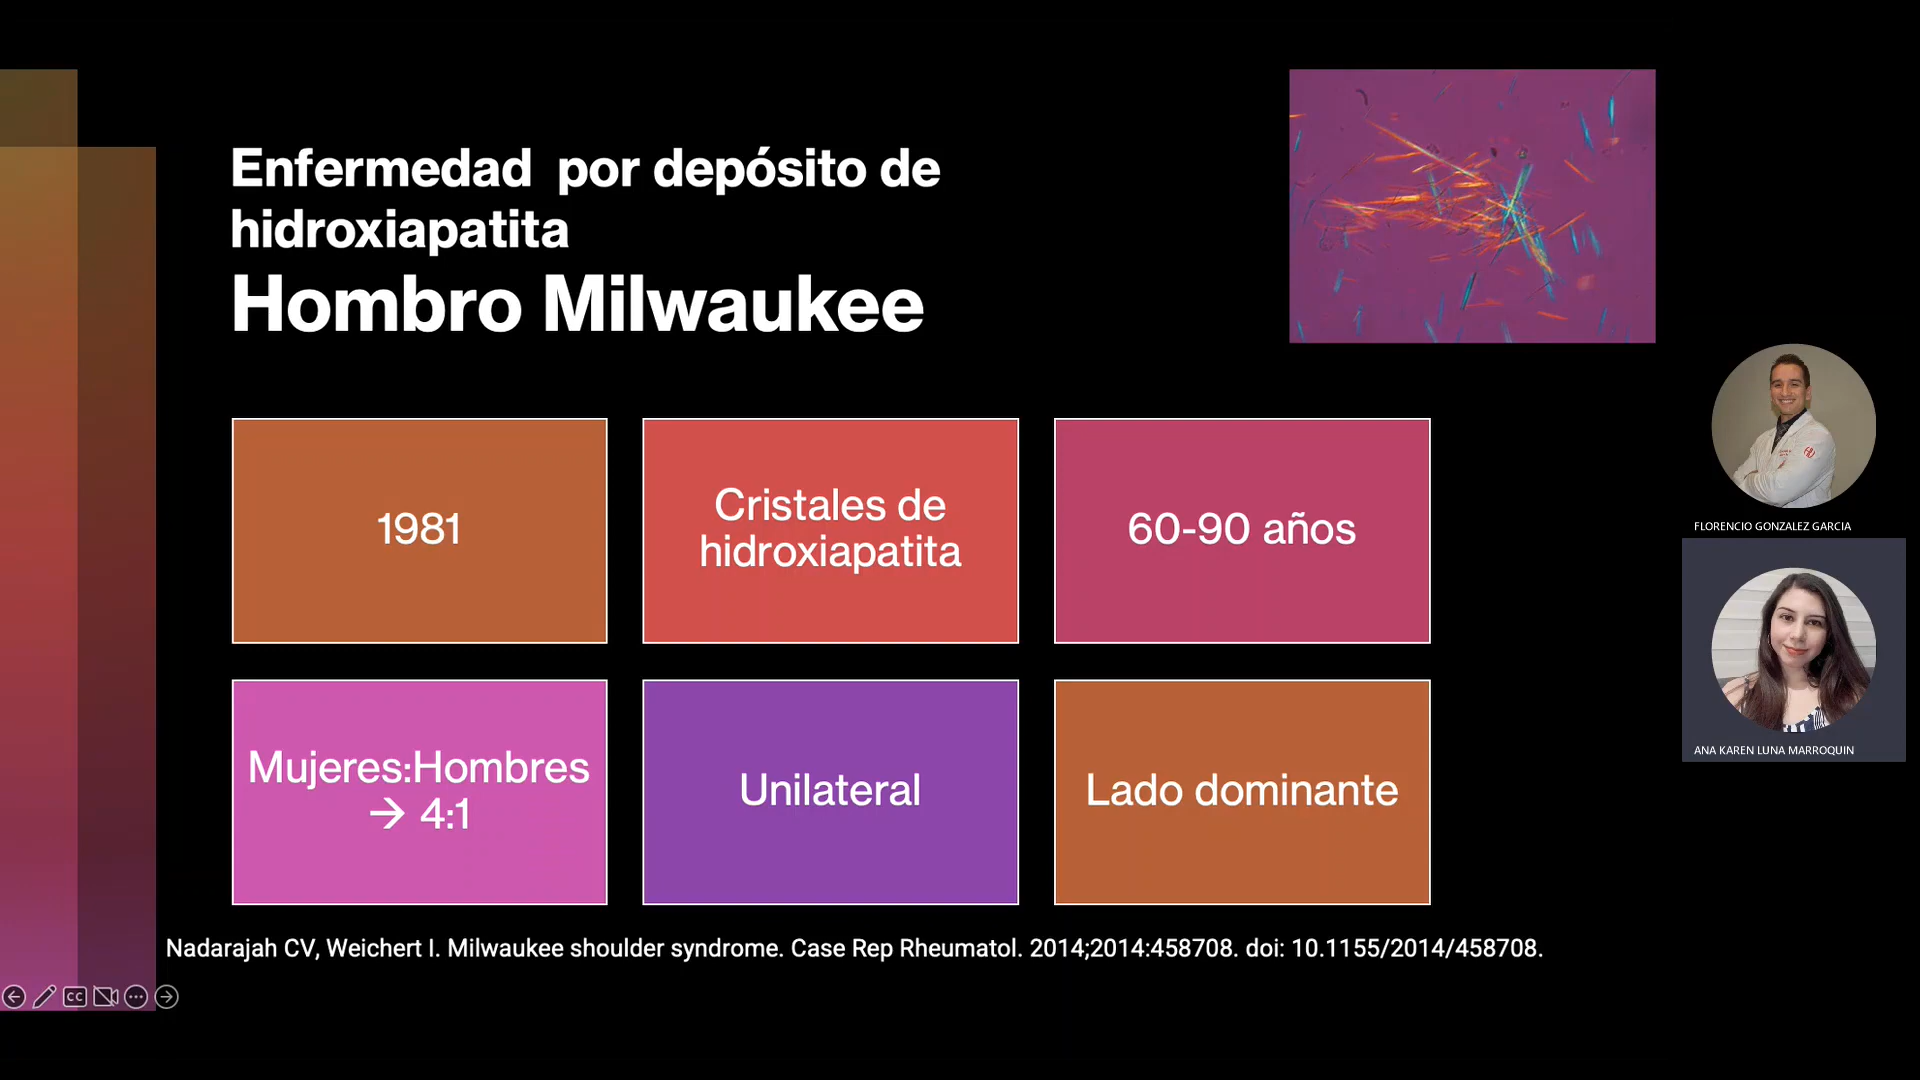 Enfermedad  por depósito de
hidroxiapatita
Hombro Milwaukee
1981
Cristales de
hidroxiapatita
60-90 años
Mujeres:Hombres
→ 4:1
Unilateral
Lado dominante
Nadarajah CV, Weichert I. Milwaukee shoulder syndrome. Case Rep Rheumatol. 2014;2014:458708. doi: 10.1155/2014/458708.
FLORENCIO GONZALEZ GARCIA
ANA KAREN LUNA MARROQUIN
CC